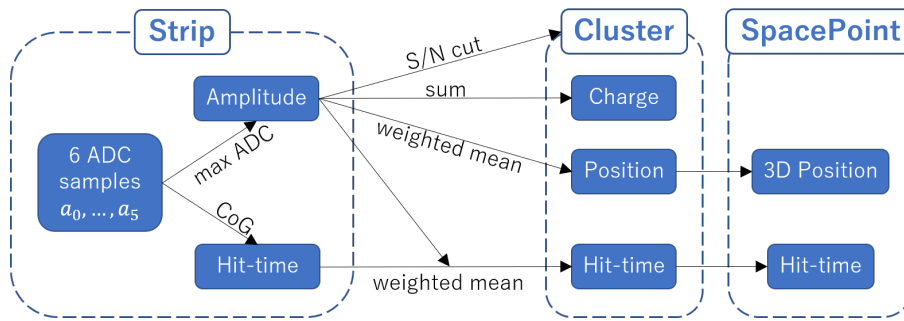 Strip
Cluster
SpacePoint
S/N cut
Amplitude
sum
Charge
max ADC
weighted mean
6 ADC
samples
a₀, …, a₅
Position
3D Position
CoG
Hit-time
weighted mean
Hit-time
Hit-time